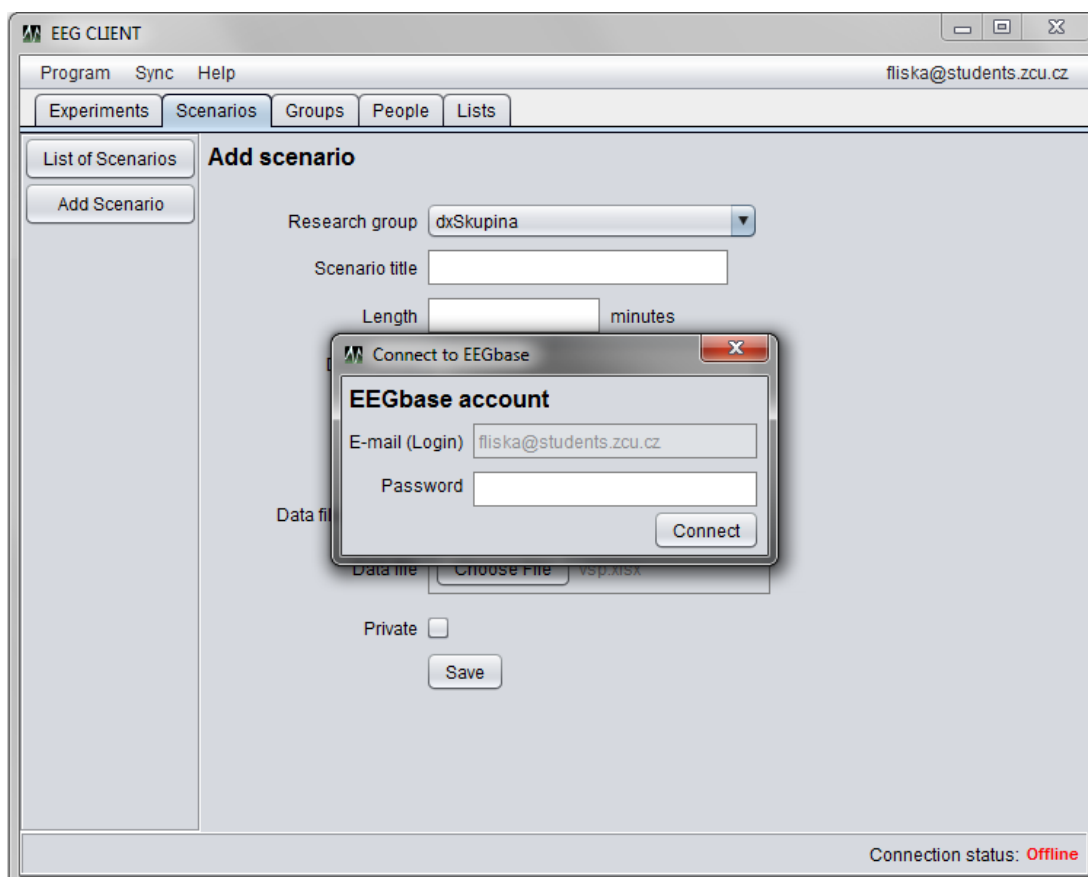 EEG CLIENT
Program Sync Help fliska@students.zcu.cz
Experiments Scenarios Groups People Lists
List of Scenarios
Add Scenario
Add scenario
Research group dxSkupina
Scenario title
Length minutes
Connect to EEGbase
EEGbase account
E-mail (Login) fliska@students.zcu.cz
Password
Connect
Data fil
Data file Choose File vsp.xlsx
Private
Save
Connection status: Offline